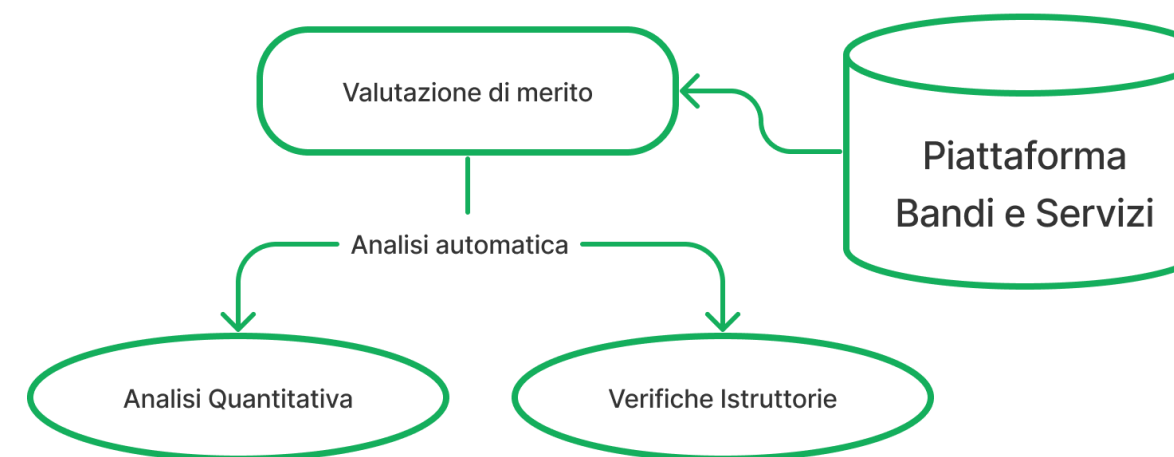 Valutazione di merito
Piattaforma
Bandi e Servizi
Analisi automatica
Analisi Quantitativa
Verifiche Istruttorie